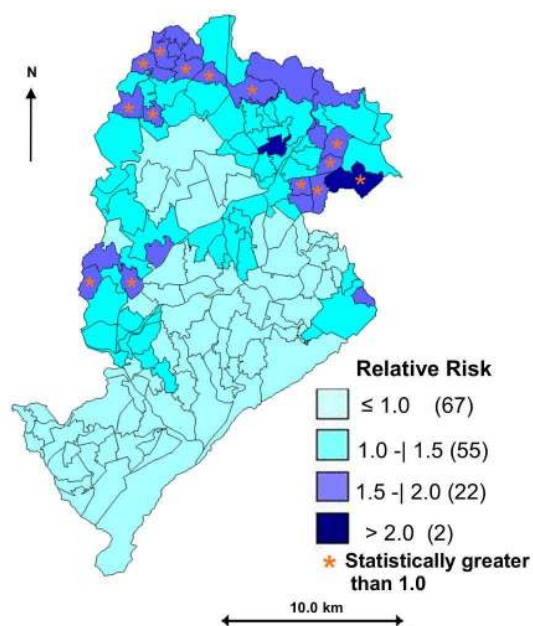 N
Relative Risk
≤ 1.0 (67)
1.0 -| 1.5 (55)
1.5 -| 2.0 (22)
> 2.0 (2)
* Statistically greater
than 1.0
10.0 km